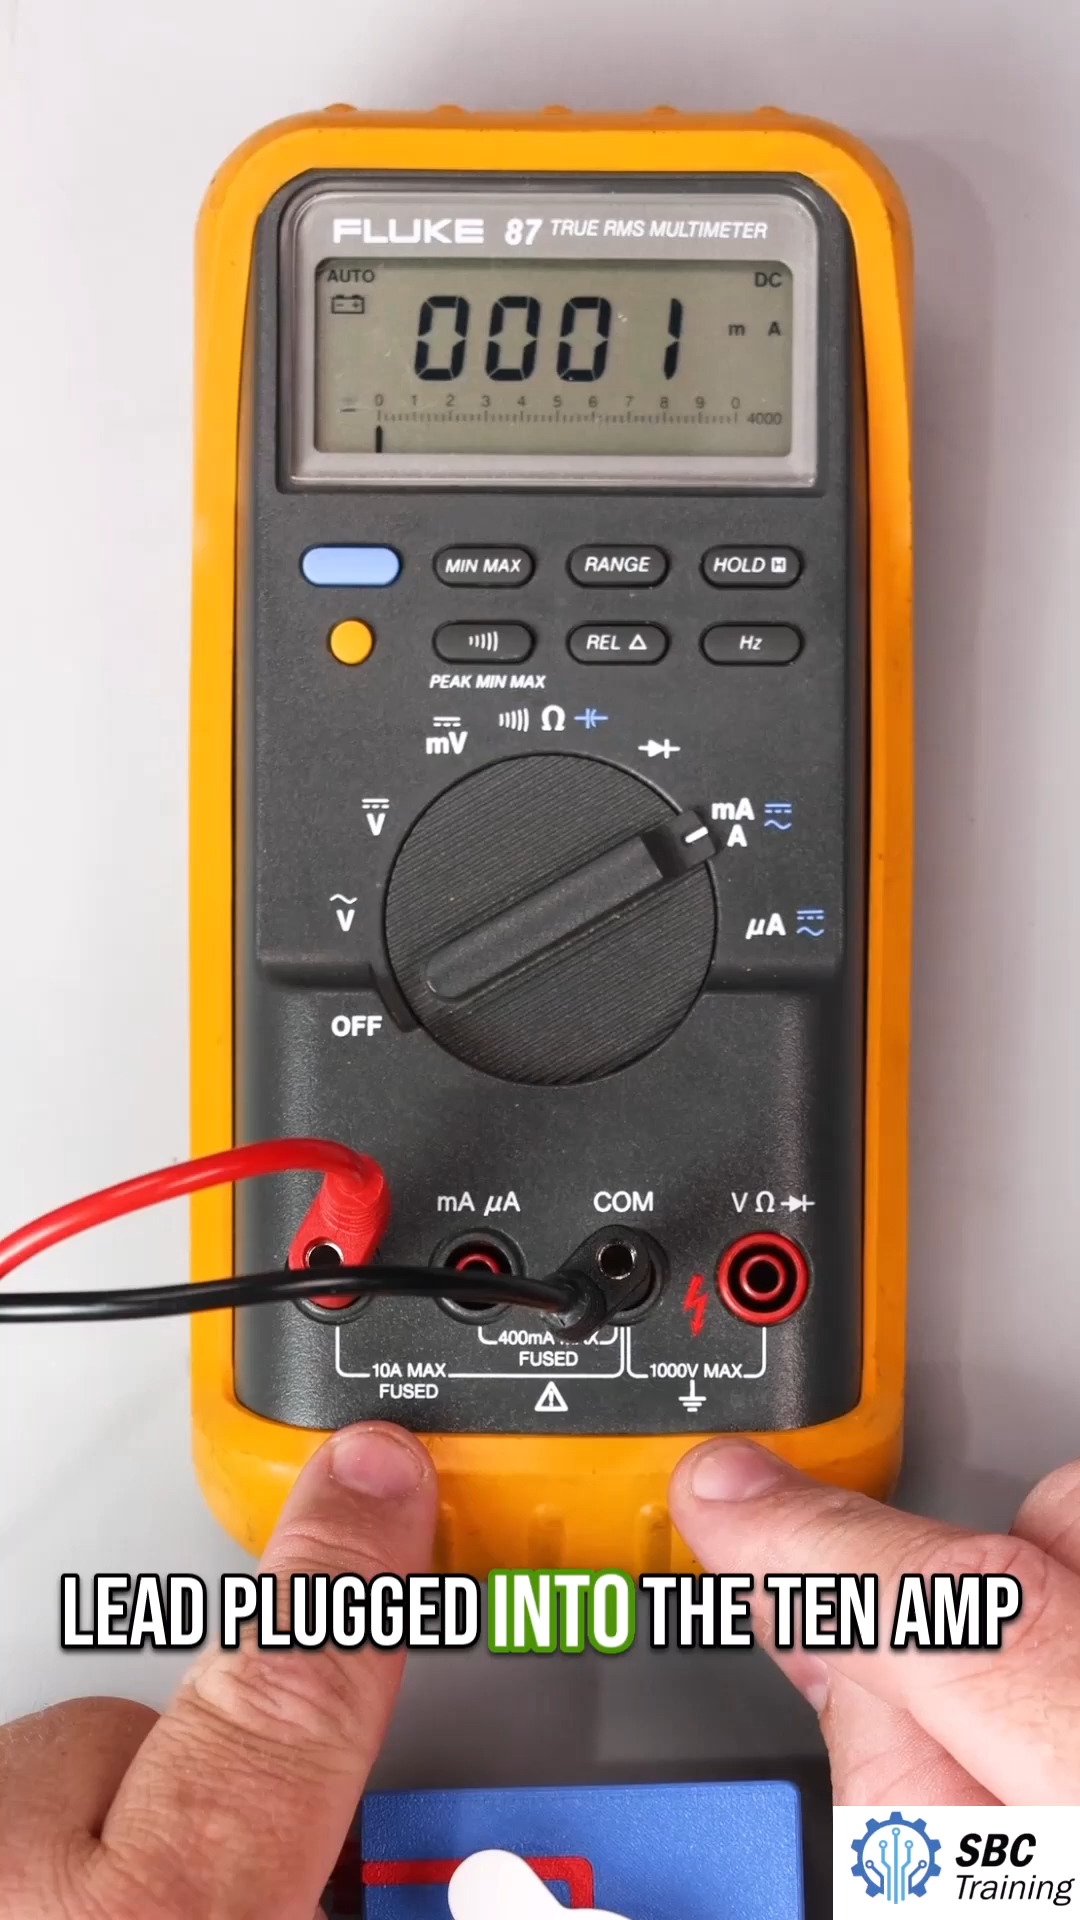 FLUKE 87 TRUE RMS MULTIMETER
AUTO DC
0001 m A
0 1 2 3 4 5 6 7 8 9 0 4000
MIN MAX RANGE HOLD H
REL Δ Hz
PEAK MIN MAX
mV Ω
V mA A
V µA
OFF
mA µA COM V Ω
400mA MAX
FUSED
10A MAX 1000V MAX
FUSED
LEAD PLUGGED INTO THE TEN AMP
SBC
Training